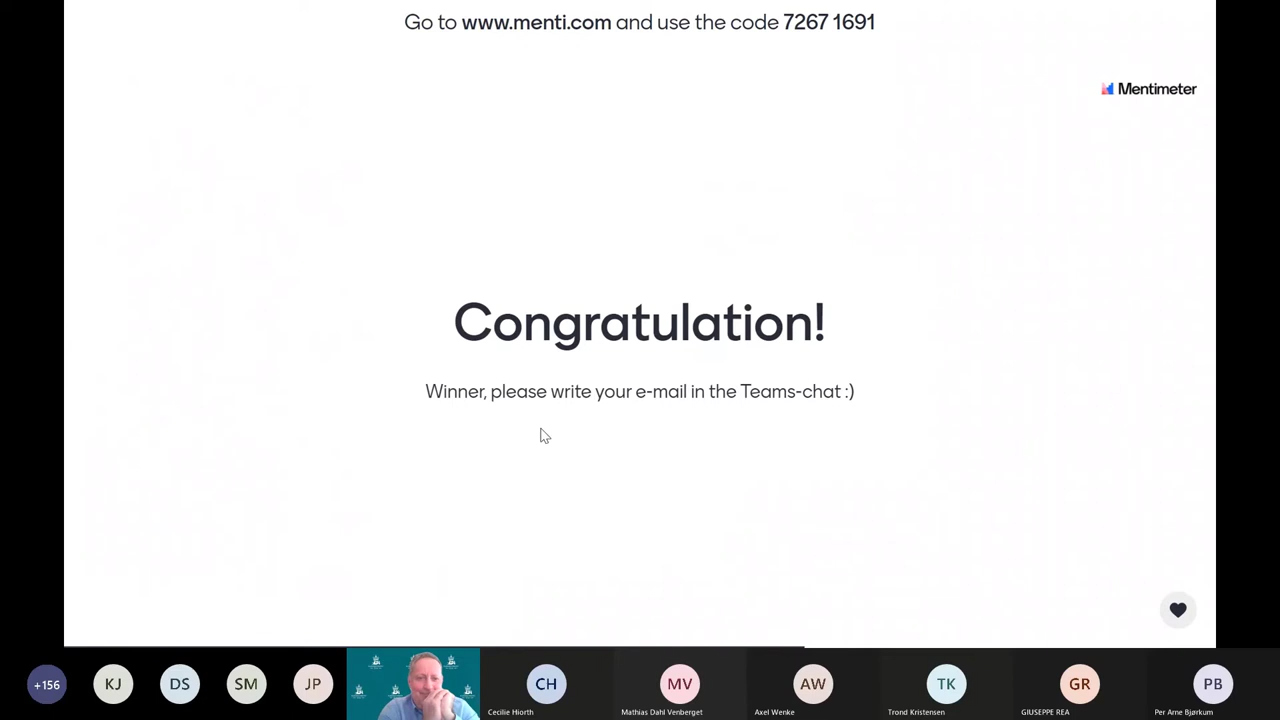 Go to www.menti.com and use the code 7267 1691
Mentimeter
Congratulation!
Winner, please write your e-mail in the Teams-chat :)
+156
KJ
DS
SM
JP
CH
MV
AW
TK
GR
PB
Cecilie Hiorth
Mathias Dahl Venberget
Axel Wenke
Trond Kristensen
GIUSEPPE REA
Per Arne Bjørkum